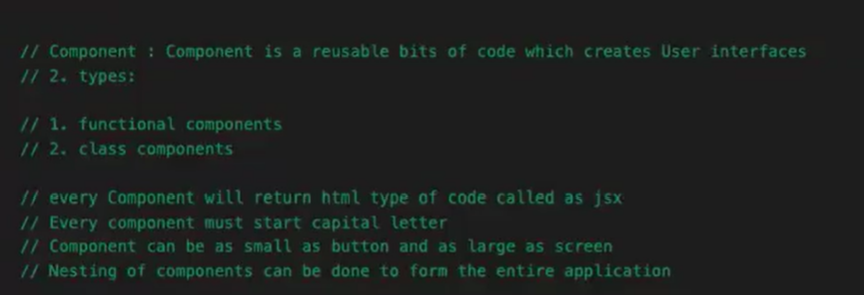 // Component : Component is a reusable bits of code which creates User interfaces
// 2. types:
// 1. functional components
// 2. class components
// every Component will return html type of code called as jsx
// Every component must start capital letter
// Component can be as small as button and as large as screen
// Nesting of components can be done to form the entire application